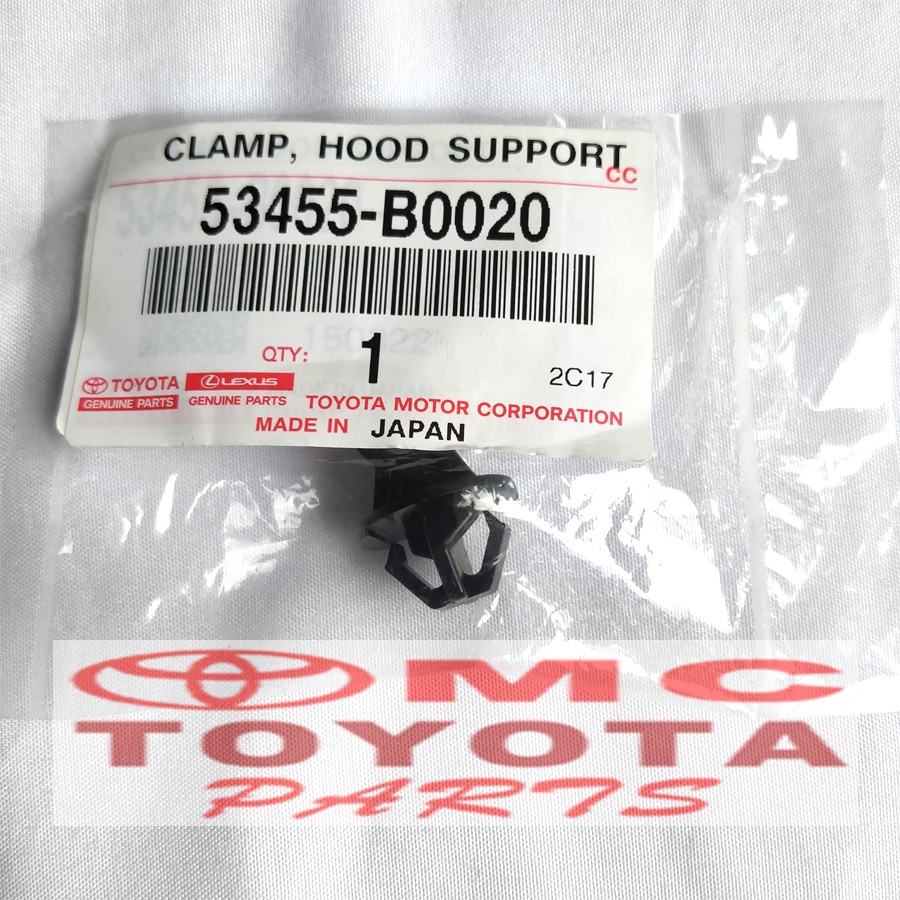 CLAMP, HOOD SUPPORT
CC
53455-B0020
QTY: 1
2C17
TOYOTA LEXUS
GENUINE PARTS GENUINE PARTS TOYOTA MOTOR CORPORATION
MADE IN JAPAN
MC
TOYOTA
PARTS